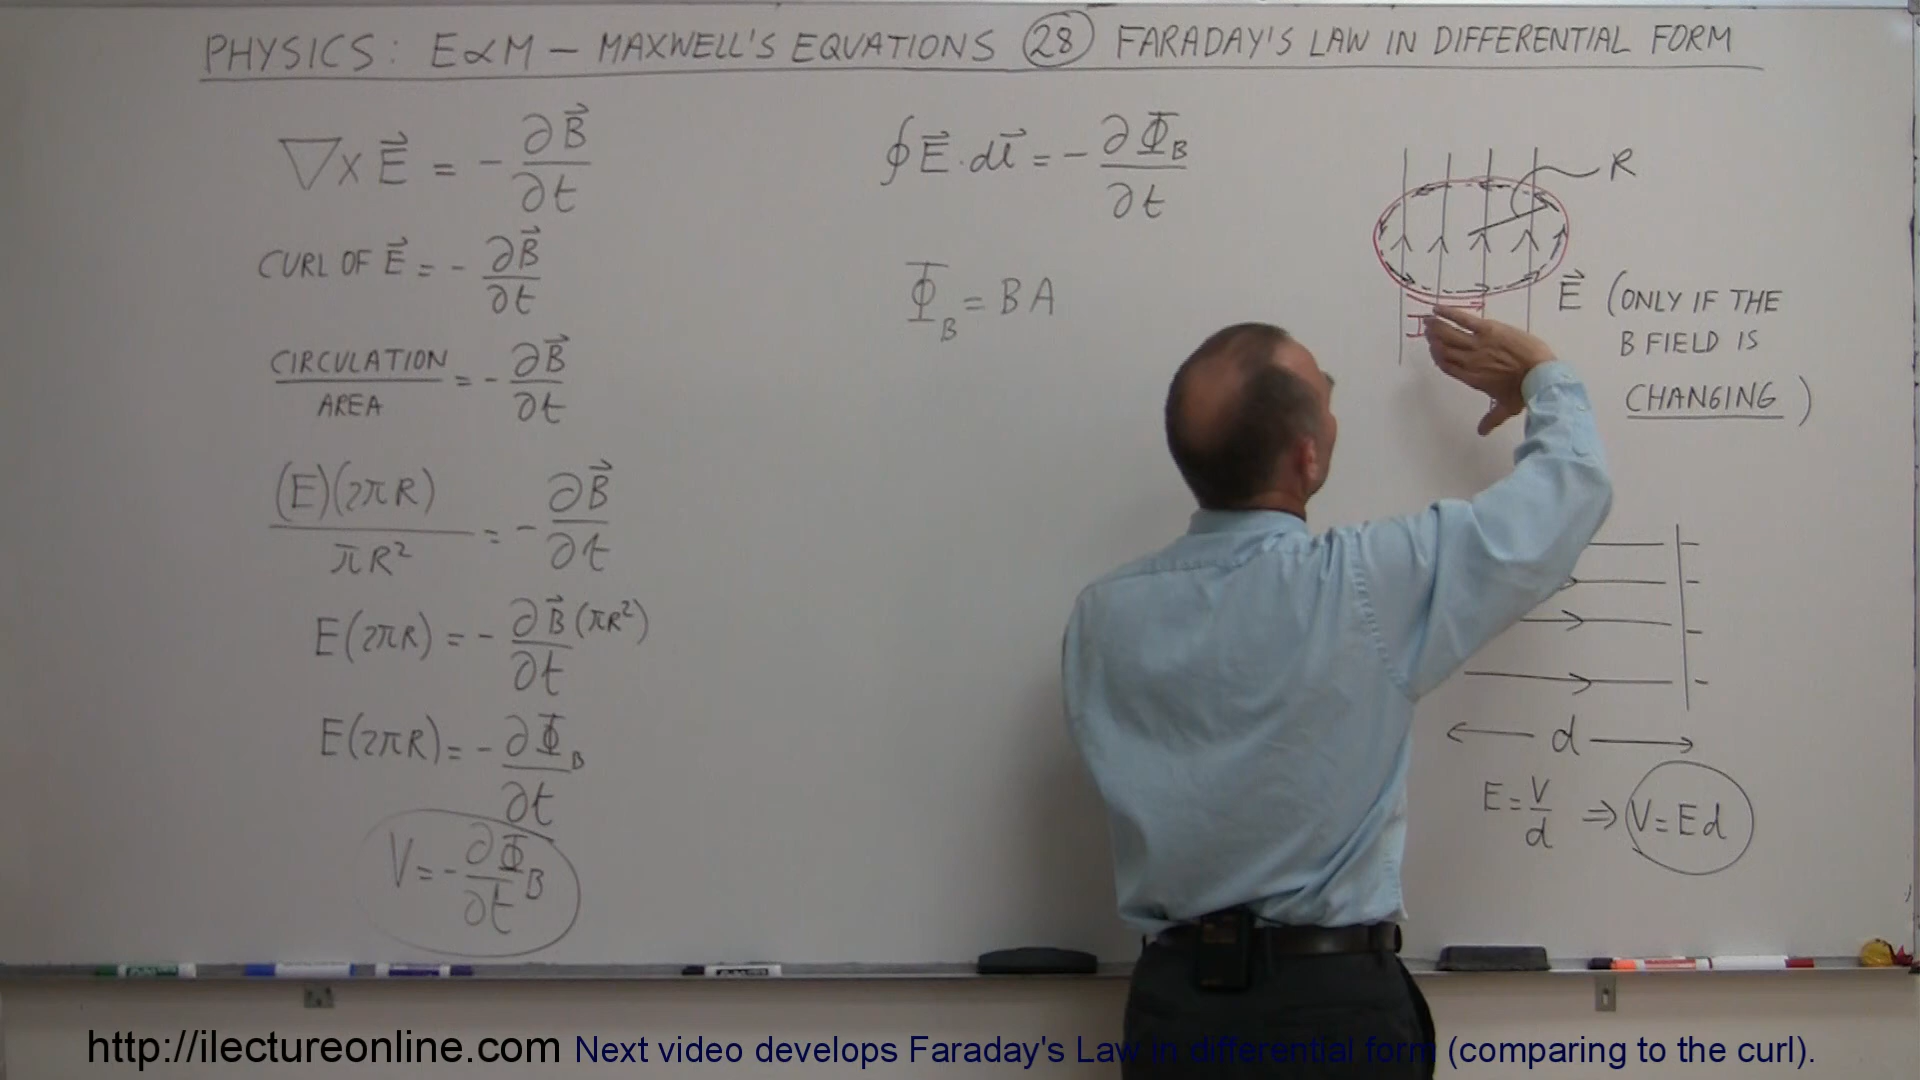 PHYSICS: E&M – MAXWELL'S EQUATIONS 28 FARADAY'S LAW IN DIFFERENTIAL FORM
∇ × E⃗ = - ∂B⃗/∂t
CURL OF E⃗ = - ∂B⃗/∂t
CIRCULATION/AREA = - ∂B⃗/∂t
(E)(2πR)/πR² = - ∂B⃗/∂t
E(2πR) = - ∂B⃗/∂t (πR²)
E(2πR) = - ∂Φ_B/∂t
V = - ∂Φ_B/∂t
∮E⃗ · dl⃗ = - ∂Φ_B/∂t
Φ_B = BA
R
E⃗ (ONLY IF THE
B FIELD IS
CHANGING)
I
d
E = V/d ⇒ V = Ed
http://ilectureonline.com Next video develops Faraday's Law in differential form (comparing to the curl).